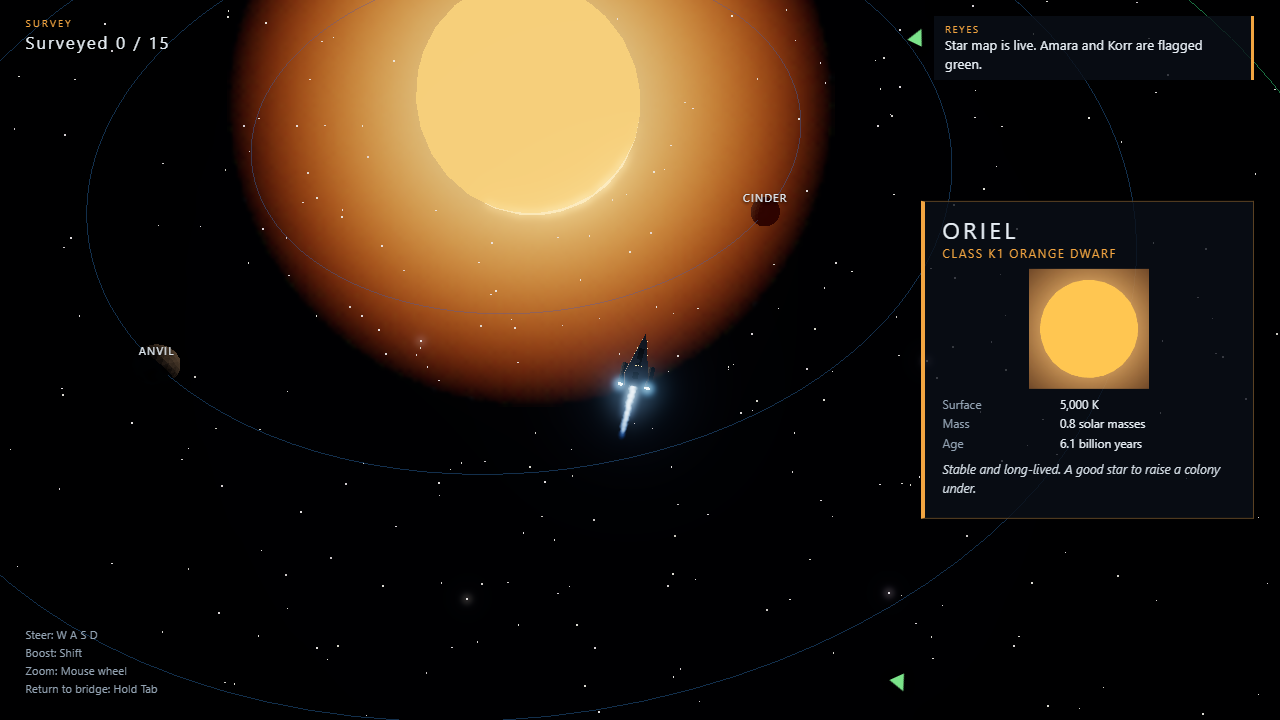 SURVEY
Surveyed 0 / 15
REYES
Star map is live. Amara and Korr are flagged
green.
CINDER
ANVIL
ORIEL
CLASS K1 ORANGE DWARF
Surface 5,000 K
Mass 0.8 solar masses
Age 6.1 billion years
Stable and long-lived. A good star to raise a colony
under.
Steer: W A S D
Boost: Shift
Zoom: Mouse wheel
Return to bridge: Hold Tab